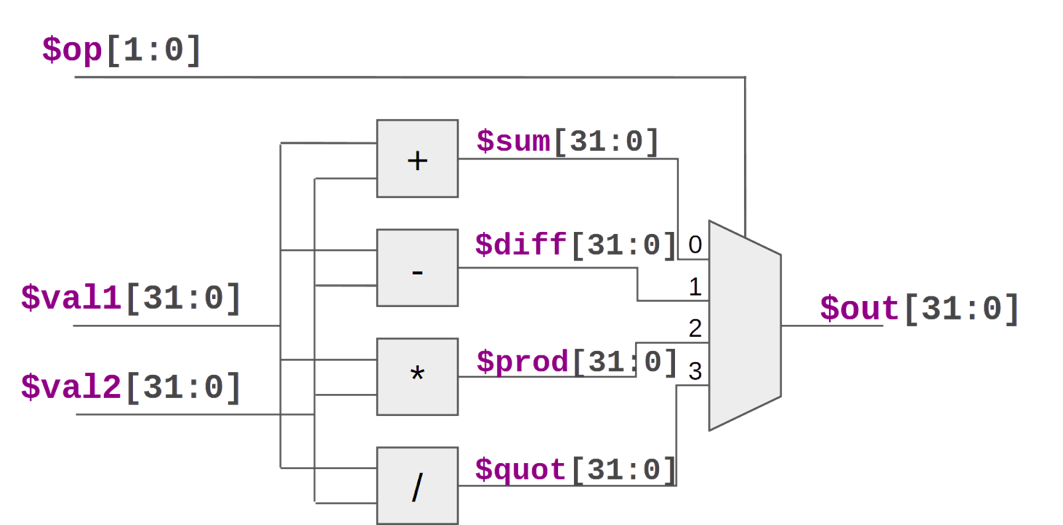 $op[1:0]
+
$sum[31:0]
-
$diff[31:0]
0
1
$val1[31:0]
$out[31:0]
2
*
$prod[31:0]
3
$val2[31:0]
/
$quot[31:0]